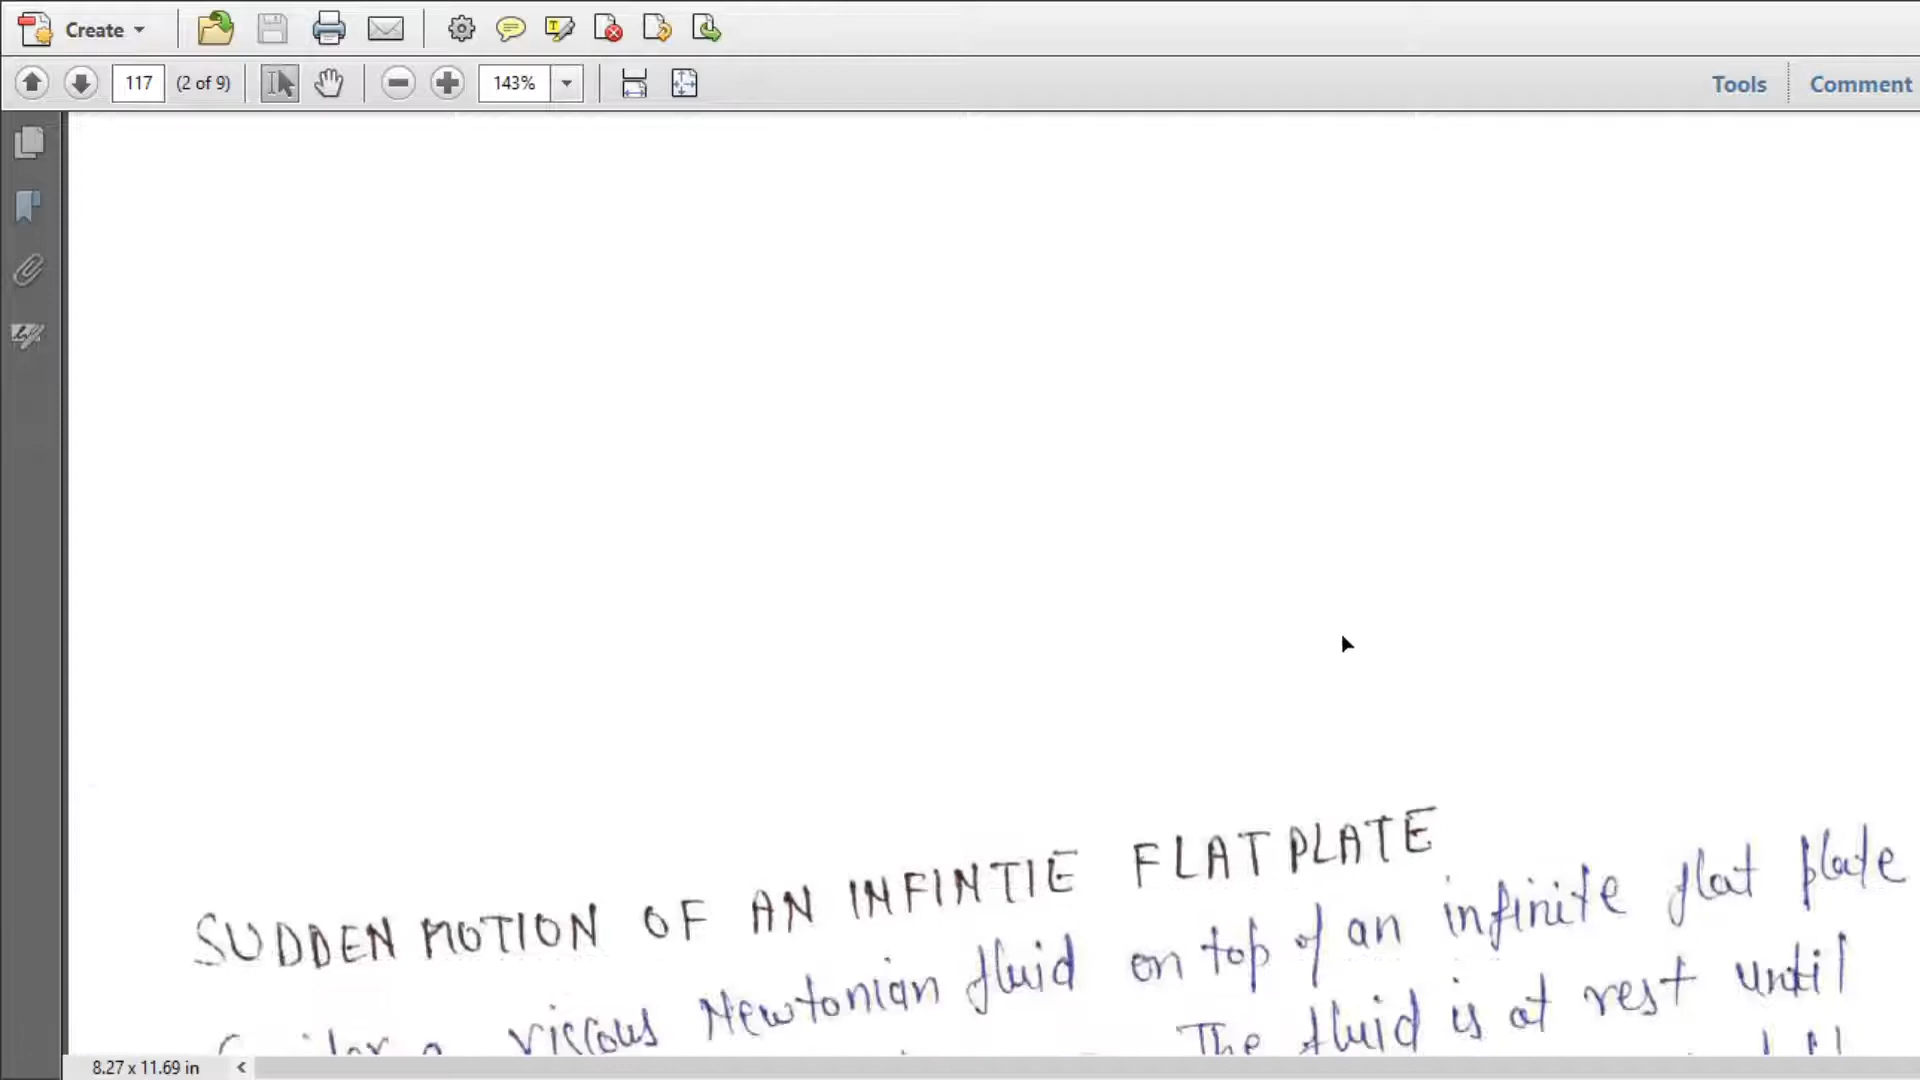 Create
117 (2 of 9) 143% Tools Comment
SUDDEN MOTION OF AN INFINTIE FLAT PLATE
viscous Newtonian fluid on top of an infinite flat plate
The fluid is at rest until
8.27 x 11.69 in